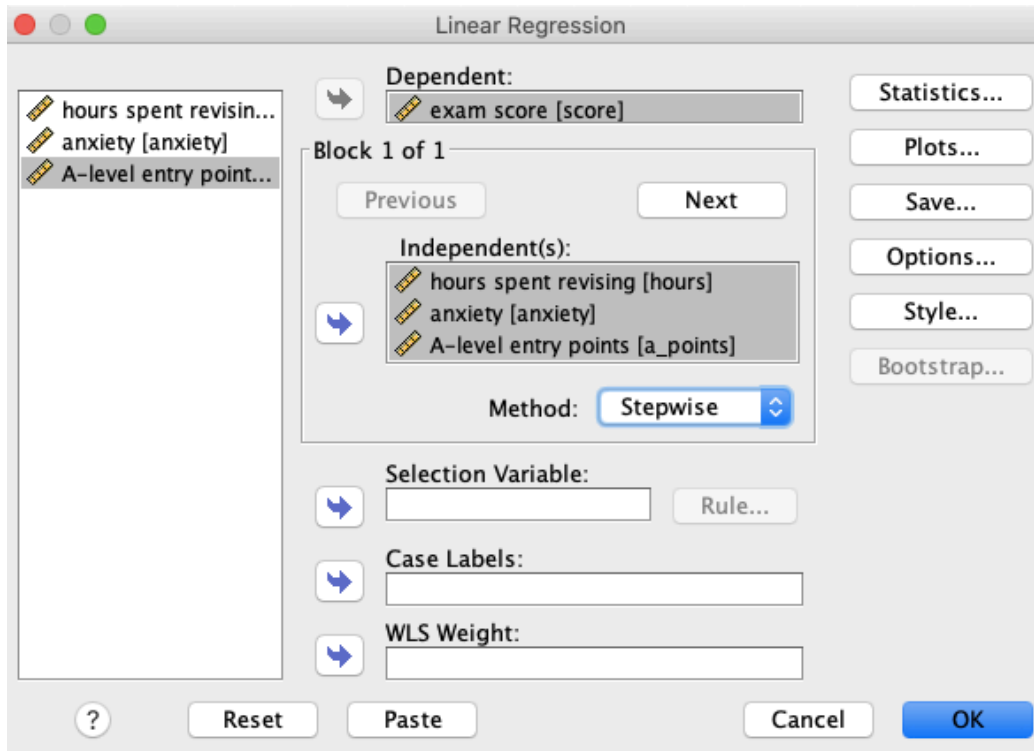 Linear Regression
hours spent revisin...
anxiety [anxiety]
A-level entry point...
Dependent:
exam score [score]
Block 1 of 1
Previous
Next
Independent(s):
hours spent revising [hours]
anxiety [anxiety]
A-level entry points [a_points]
Method:
Stepwise
Selection Variable:
Rule...
Case Labels:
WLS Weight:
Statistics...
Plots...
Save...
Options...
Style...
Bootstrap...
?
Reset
Paste
Cancel
OK